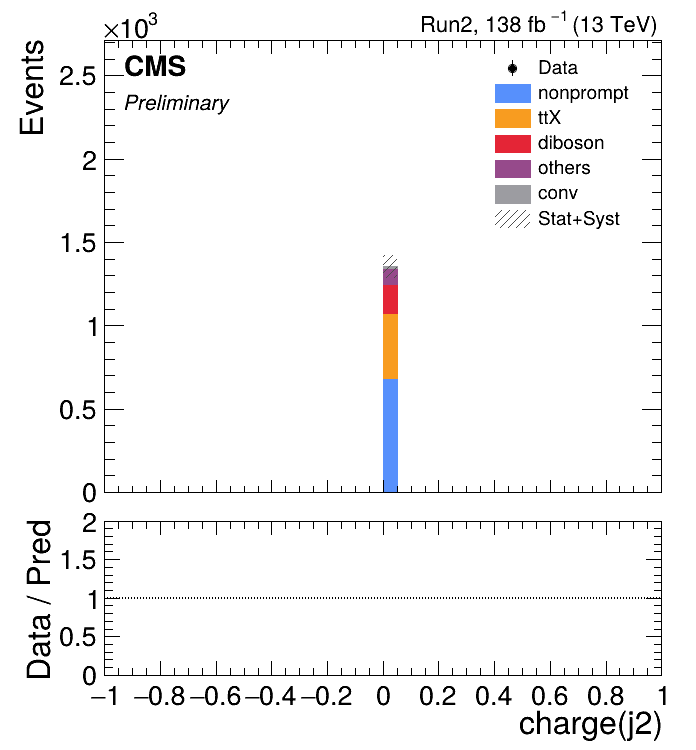 ×10³
Run2, 138 fb⁻¹ (13 TeV)
CMS
Preliminary
Data
nonprompt
ttX
diboson
others
conv
Stat+Syst
Events
2.5
2
1.5
1
0.5
0
Data / Pred
2
1.5
1
0.5
0
−1 −0.8 −0.6 −0.4 −0.2 0 0.2 0.4 0.6 0.8 1
charge(j2)